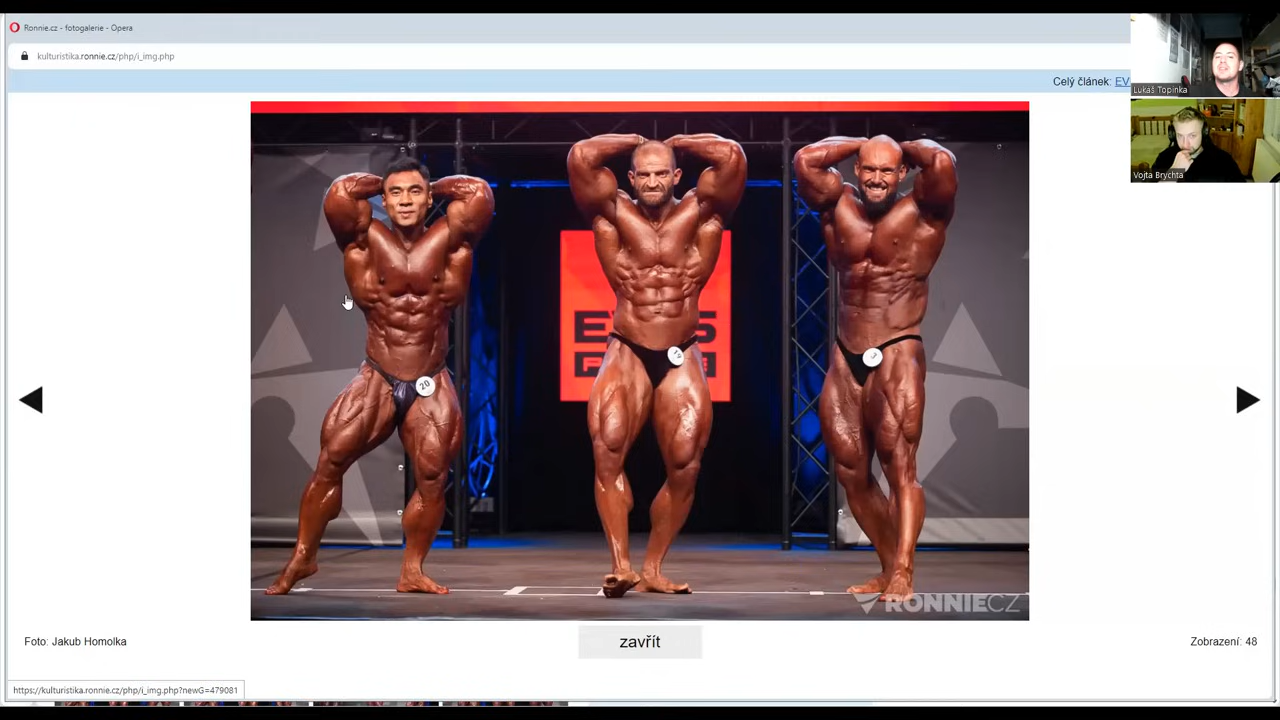 Ronnie.cz - fotogalerie - Opera
kulturistika.ronnie.cz/php/i_img.php
Celý článek: EV
Lukáš Topinka
Vojta Brychta
20
RONNIECZ
Foto: Jakub Homolka
zavřít
Zobrazení: 48
https://kulturistika.ronnie.cz/php/i_img.php?newG=479081